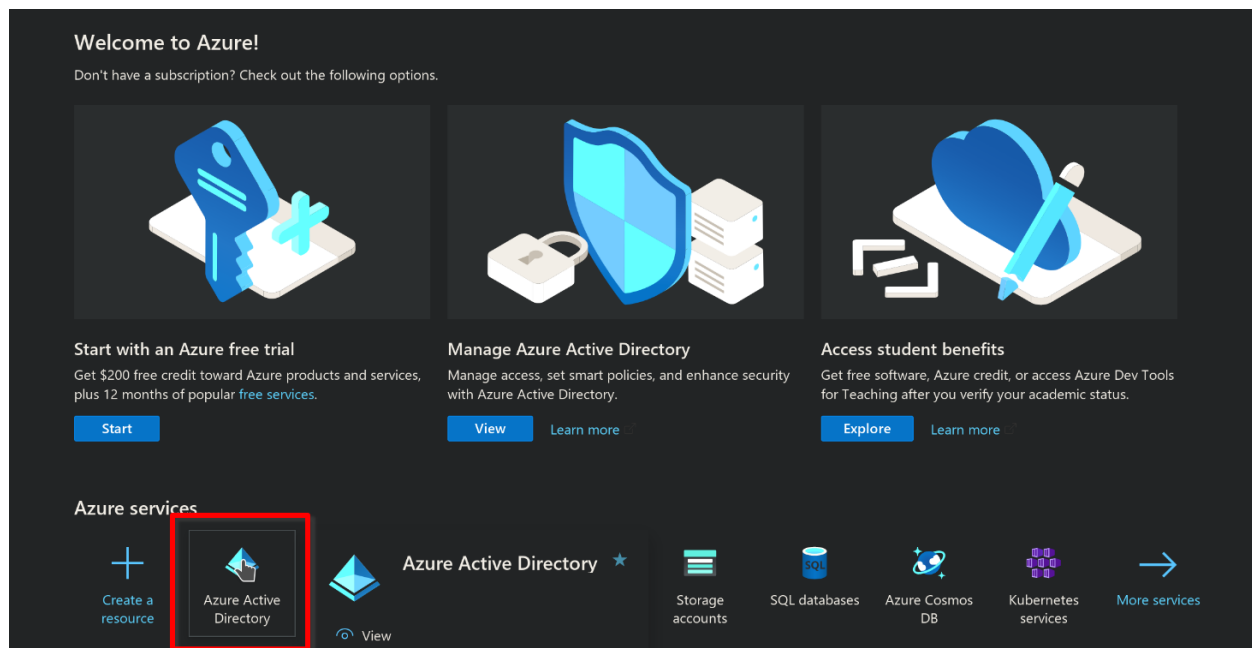 Welcome to Azure!
Don't have a subscription? Check out the following options.
Start with an Azure free trial
Get $200 free credit toward Azure products and services,
plus 12 months of popular free services.
Start
Manage Azure Active Directory
Manage access, set smart policies, and enhance security
with Azure Active Directory.
View
Learn more
Access student benefits
Get free software, Azure credit, or access Azure Dev Tools
for Teaching after you verify your academic status.
Explore
Learn more
Azure services
Create a
resource
Azure Active
Directory
Azure Active Directory
View
Storage
accounts
SQL
SQL databases
Azure Cosmos
DB
Kubernetes
services
More services